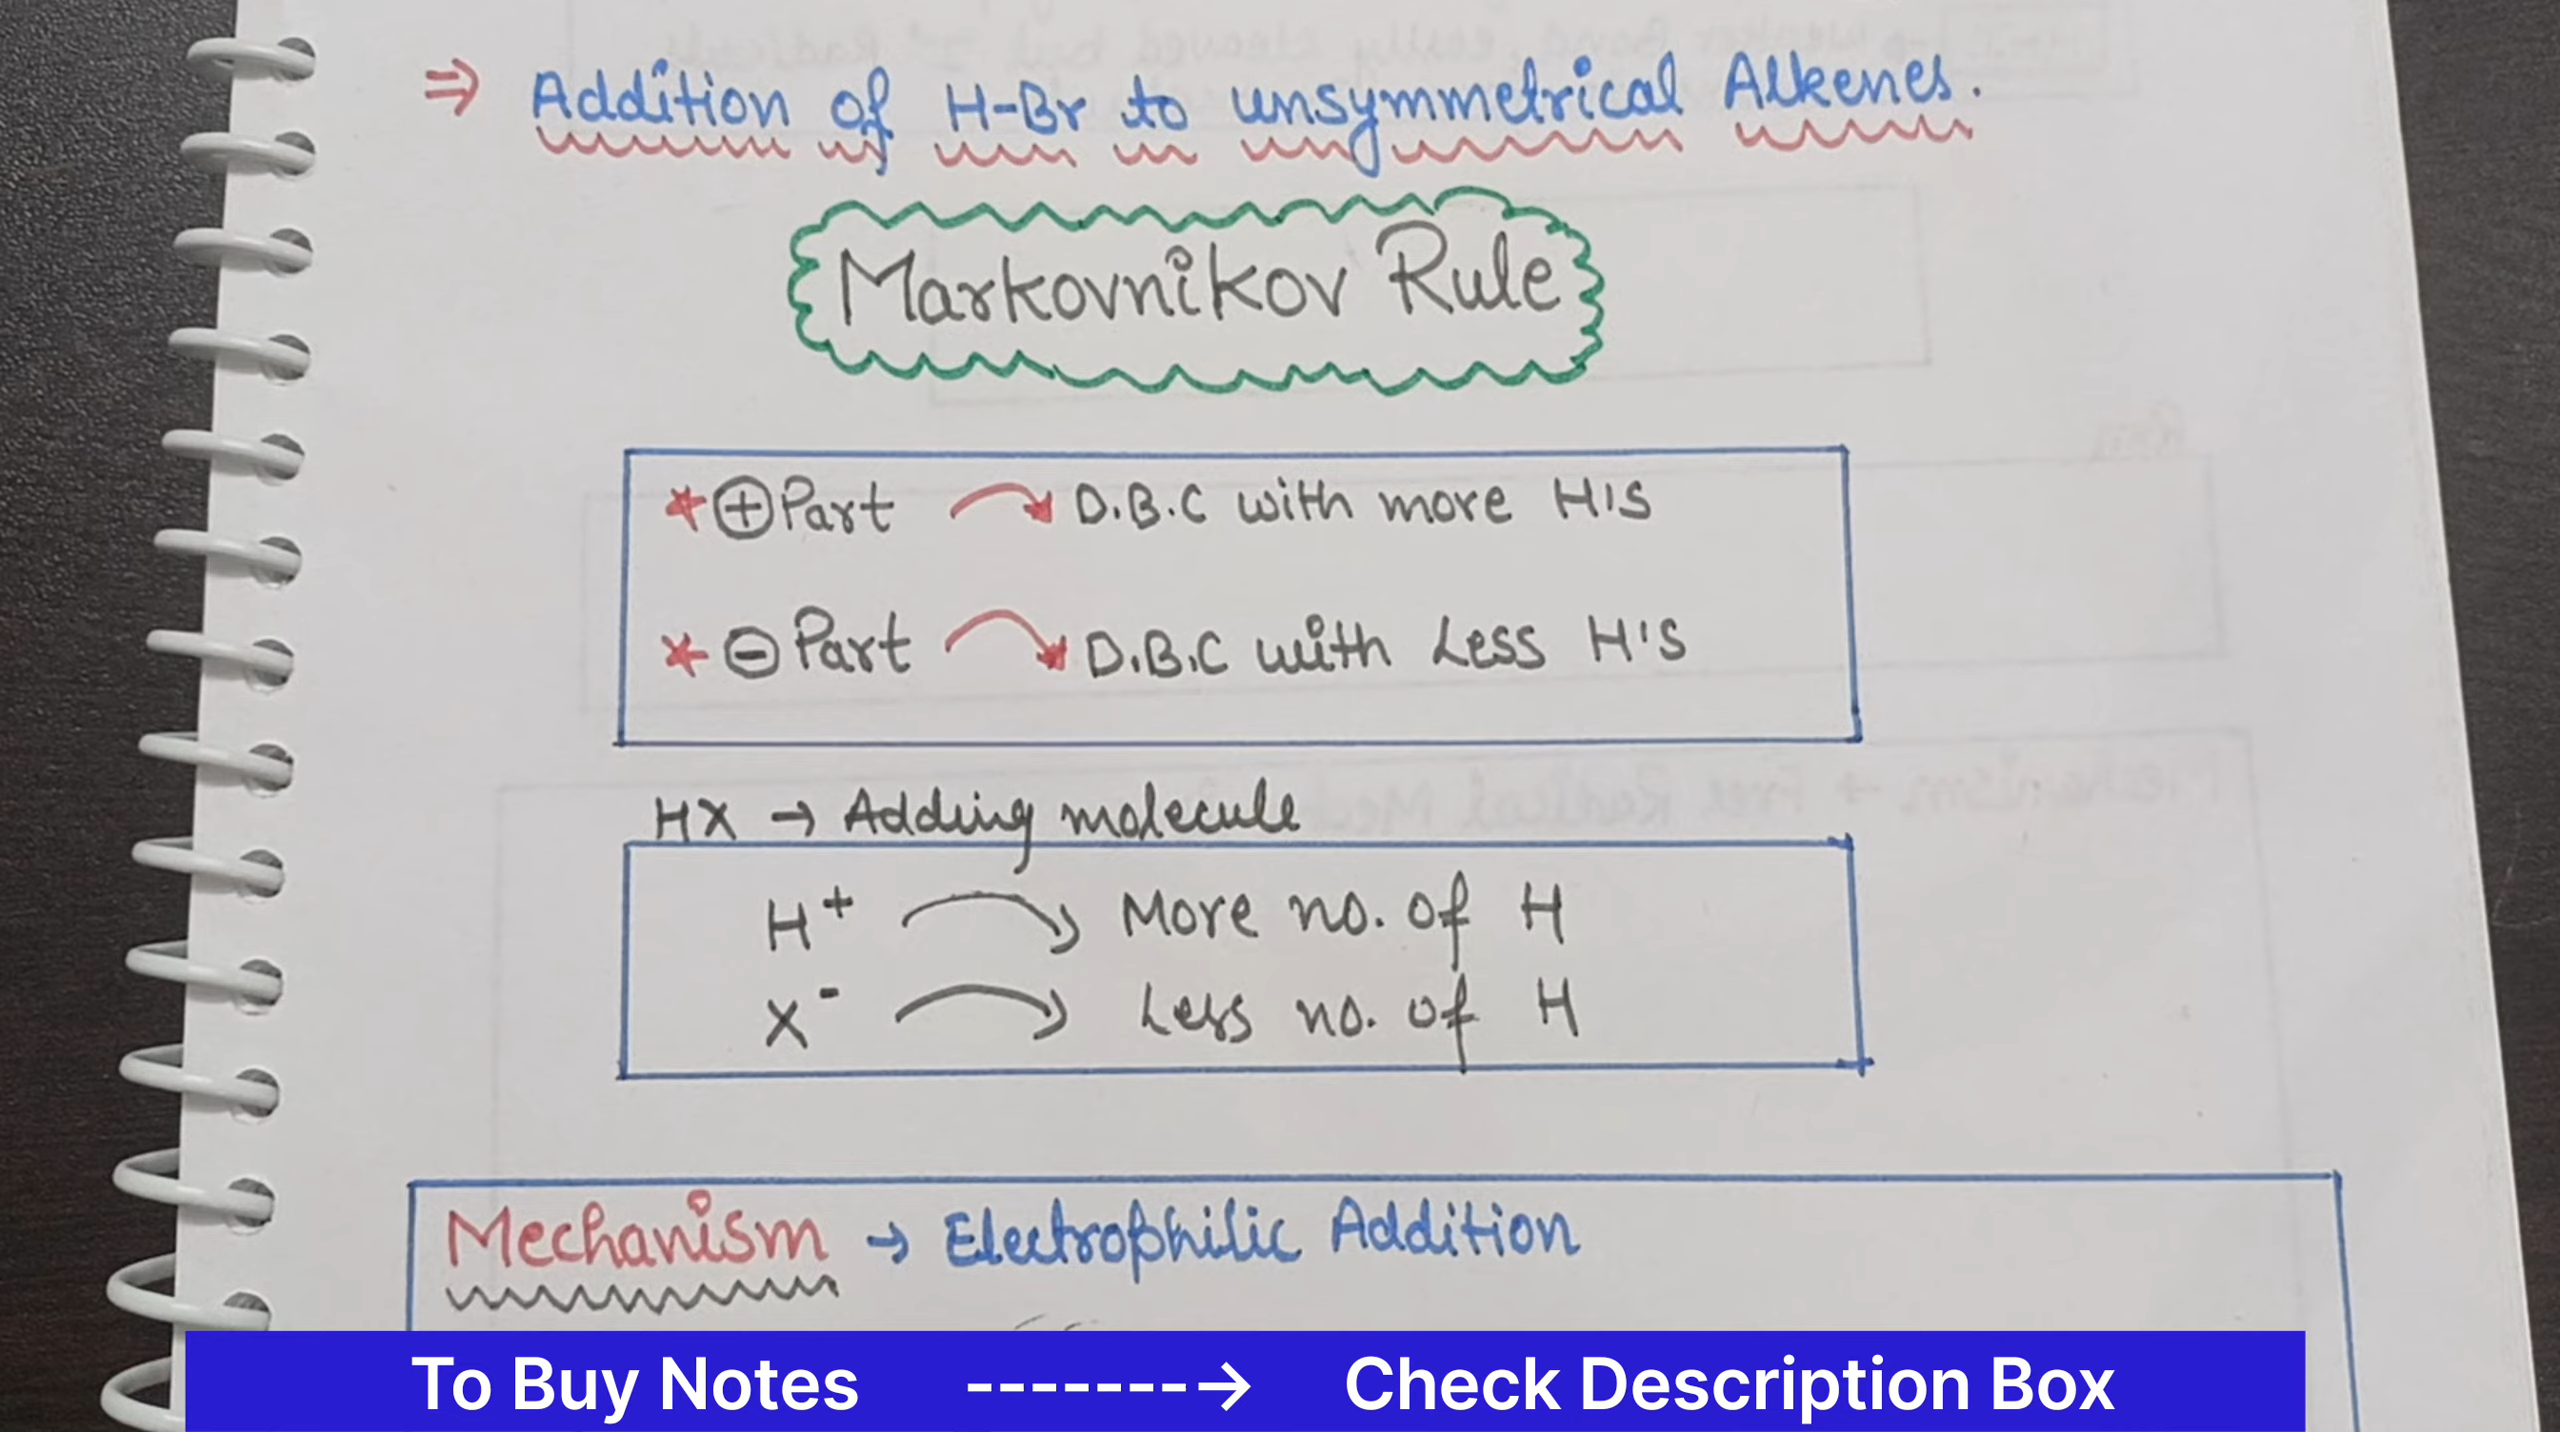 ⇒ Addition of H-Br to unsymmetrical Alkenes.
Markovnikov Rule
* ⊕ Part → D.B.C with more H's
* ⊖ Part → D.B.C with Less H's
HX → Adding molecule
H⁺ → More no. of H
X⁻ → Less no. of H
Mechanism → Electrophilic Addition
To Buy Notes -------→ Check Description Box